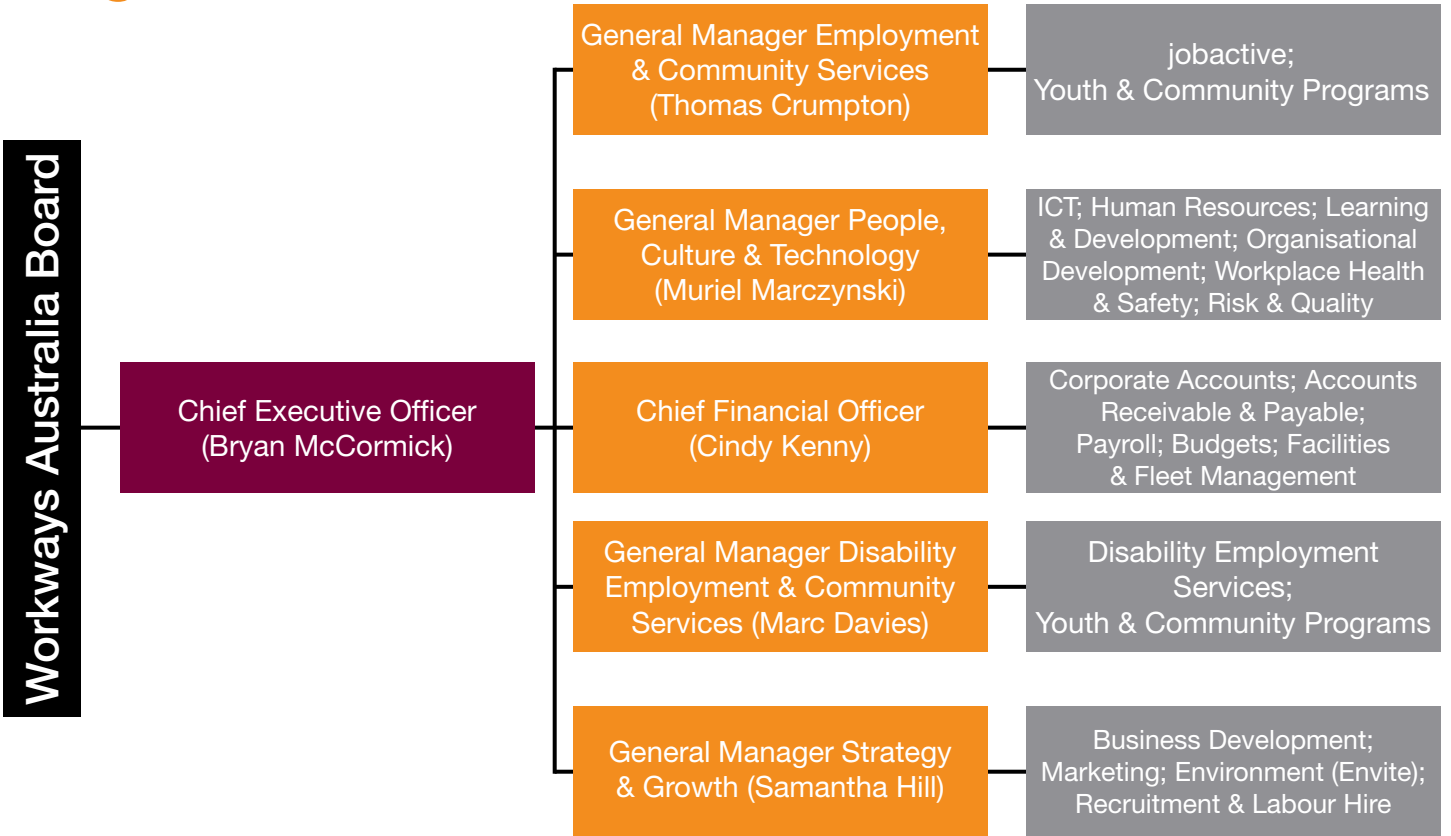 Workways Australia Board
Chief Executive Officer
(Bryan McCormick)
General Manager Employment
& Community Services
(Thomas Crumpton)
jobactive;
Youth & Community Programs
General Manager People,
Culture & Technology
(Muriel Marczynski)
ICT; Human Resources; Learning
& Development; Organisational
Development; Workplace Health
& Safety; Risk & Quality
Chief Financial Officer
(Cindy Kenny)
Corporate Accounts; Accounts
Receivable & Payable;
Payroll; Budgets; Facilities
& Fleet Management
General Manager Disability
Employment & Community
Services (Marc Davies)
Disability Employment
Services;
Youth & Community Programs
General Manager Strategy
& Growth (Samantha Hill)
Business Development;
Marketing; Environment (Envite);
Recruitment & Labour Hire